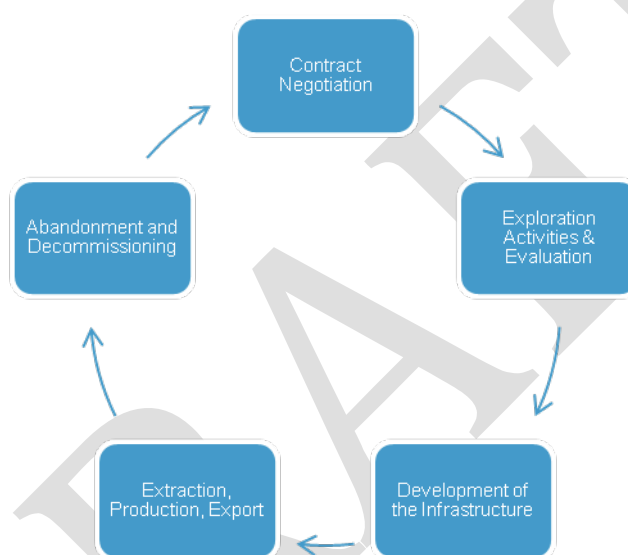 Contract
Negotiation
Exploration
Activities &
Evaluation
Development of
the Infrastructure
Extraction,
Production, Export
Abandonment and
Decommissioning